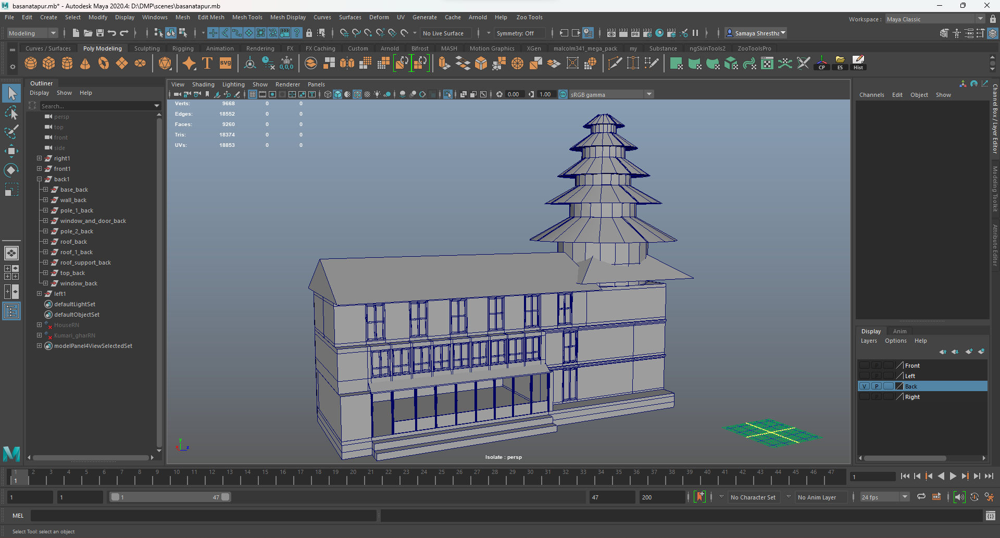 basanatapur.mb* - Autodesk Maya 2020.4: D:\DMP\scenes\basanatapur.mb
File Edit Create Select Modify Display Windows Mesh Edit Mesh Mesh Tools Mesh Display Curves Surfaces Deform UV Generate Cache Arnold Help Zoo Tools
Workspace : Maya Classic
Modeling No Live Surface Symmetry: Off IPR Samaya Shrestha
Curves / Surfaces Poly Modeling Sculpting Rigging Animation Rendering FX FX Caching Custom Arnold Bifrost MASH Motion Graphics XGen malcolm341_mega_pack my Substance ngSkinTools2 ZooToolsPro
T svg 0,0,0 CP ES Hist
Outliner
Display Show Help
Search...
persp
top
front
side
right1
front1
back1
base_back
wall_back
pole_1_back
window_and_door_back
pole_2_back
roof_back
roof_1_back
roof_support_back
top_back
window_back
left1
defaultLightSet
defaultObjectSet
HouseRN
Kumari_gharRN
modelPanel4ViewSelectedSet
View Shading Lighting Show Renderer Panels
0.00 1.00 ON sRGB gamma
Verts: 9668 0 0
Edges: 18552 0 0
Faces: 9260 0 0
Tris: 18374 0 0
UVs: 18853 0 0
y
x z
Isolate : persp
Channels Edit Object Show
Channel Box / Layer Editor
Modeling Toolkit
Attribute Editor
Display Anim
Layers Options Help
P Front
P Left
V P Back
P Right
1 2 3 4 5 6 7 8 9 10 11 12 13 14 15 16 17 18 19 20 21 22 23 24 25 26 27 28 29 30 31 32 33 34 35 36 37 38 39 40 41 42 43 44 45 46 47
1 1
1 1 1 47 47 200 No Character Set No Anim Layer 24 fps
MEL
Select Tool: select an object